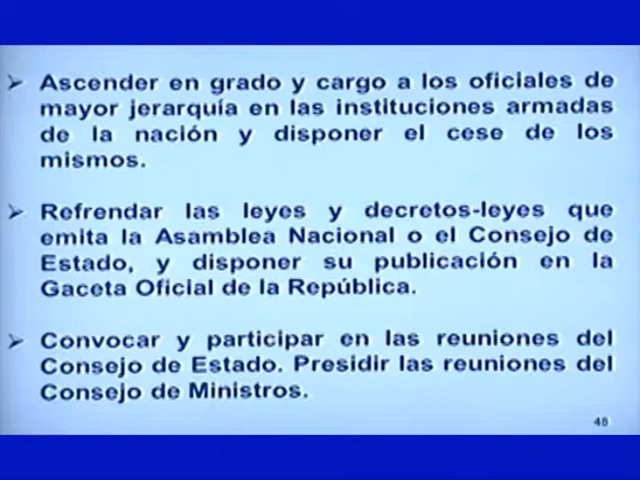 ➢ Ascender en grado y cargo a los oficiales de
mayor jerarquía en las instituciones armadas
de la nación y disponer el cese de los
mismos.
➢ Refrendar las leyes y decretos-leyes que
emita la Asamblea Nacional o el Consejo de
Estado, y disponer su publicación en la
Gaceta Oficial de la República.
➢ Convocar y participar en las reuniones del
Consejo de Estado. Presidir las reuniones del
Consejo de Ministros.
48